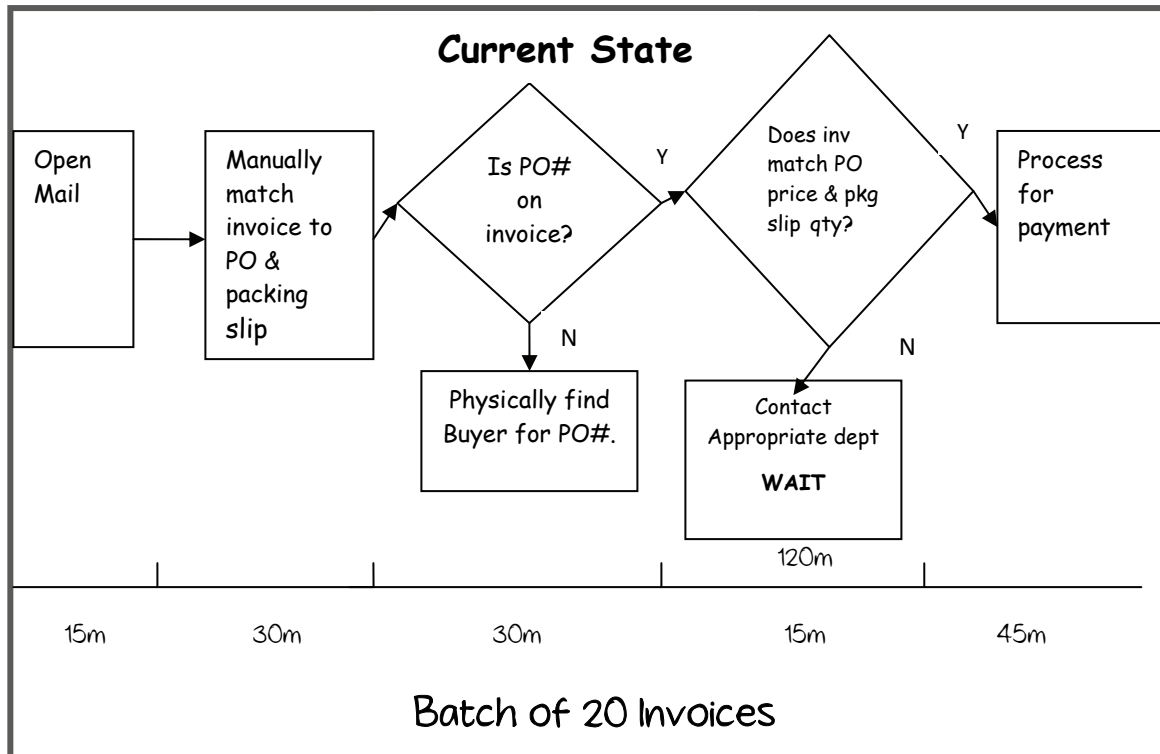 Current State
Open
Mail
Manually
match
invoice to
PO &
packing
slip
Is PO#
on
invoice?
Y
N
Physically find
Buyer for PO#.
Does inv
match PO
price & pkg
slip qty?
Y
N
Contact
Appropriate dept
WAIT
Process
for
payment
120m
15m
30m
30m
15m
45m
Batch of 20 Invoices